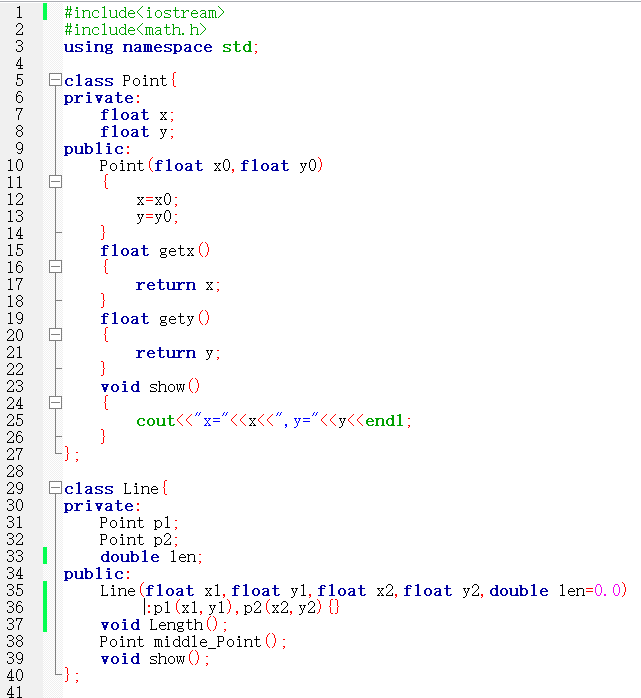 1 #include<iostream>
2 #include<math.h>
3 using namespace std;
4
5 class Point{
6 private:
7 float x;
8 float y;
9 public:
10 Point(float x0,float y0)
11 {
12 x=x0;
13 y=y0;
14 }
15 float getx()
16 {
17 return x;
18 }
19 float gety()
20 {
21 return y;
22 }
23 void show()
24 {
25 cout<<"x="<<x<<",y="<<y<<endl;
26 }
27 };
28
29 class Line{
30 private:
31 Point p1;
32 Point p2;
33 double len;
34 public:
35 Line(float x1,float y1,float x2,float y2,double len=0.0)
36 :p1(x1,y1),p2(x2,y2){}
37 void Length();
38 Point middle_Point();
39 void show();
40 };
41